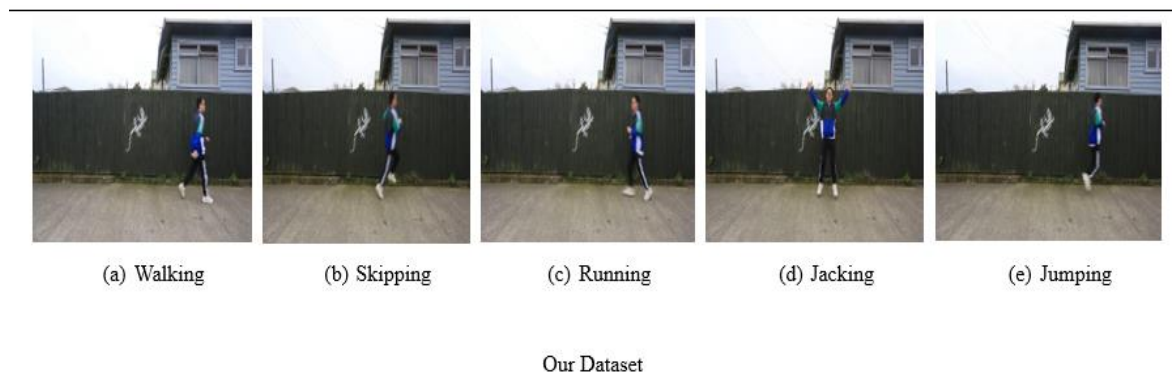 (a) Walking
(b) Skipping
(c) Running
(d) Jacking
(e) Jumping
Our Dataset